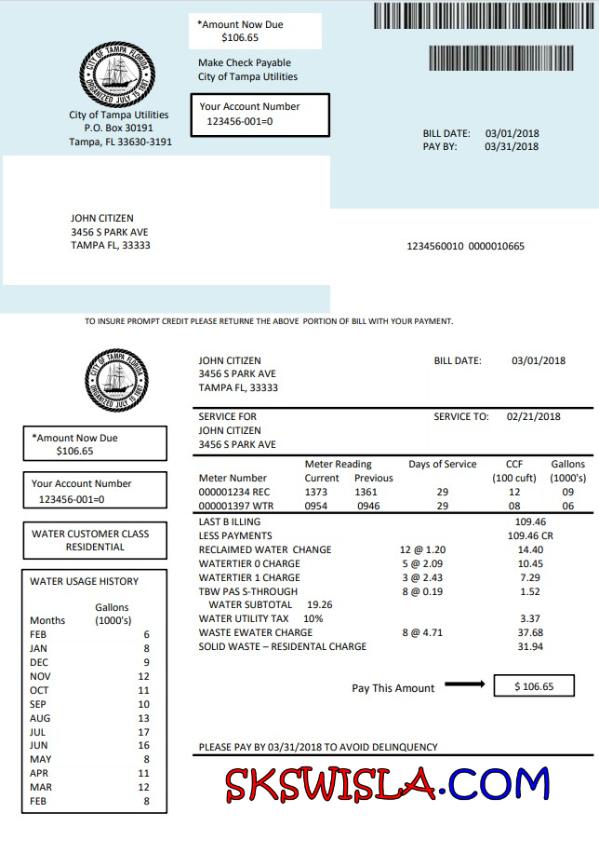 *Amount Now Due
$106.65
Make Check Payable
City of Tampa Utilities
Your Account Number
123456-001=0
CITY OF TAMPA, FLORIDA
ORGANIZED JULY 15 1887
City of Tampa Utilities
P.O. Box 30191
Tampa, FL 33630-3191
BILL DATE: 03/01/2018
PAY BY: 03/31/2018
JOHN CITIZEN
3456 S PARK AVE
TAMPA FL, 33333
1234560010 0000010665
TO INSURE PROMPT CREDIT PLEASE RETURNE THE ABOVE PORTION OF BILL WITH YOUR PAYMENT.
CITY OF TAMPA, FLORIDA
ORGANIZED JULY 15 1887
JOHN CITIZEN BILL DATE: 03/01/2018
3456 S PARK AVE
TAMPA FL, 33333
SERVICE FOR SERVICE TO: 02/21/2018
JOHN CITIZEN
3456 S PARK AVE
*Amount Now Due
$106.65
Your Account Number
123456-001=0
WATER CUSTOMER CLASS
RESIDENTIAL
Meter Reading Days of Service CCF Gallons
Meter Number Current Previous (100 cuft) (1000's)
000001234 REC 1373 1361 29 12 09
000001397 WTR 0954 0946 29 08 06
LAST B ILLING 109.46
LESS PAYMENTS 109.46 CR
RECLAIMED WATER CHANGE 12 @ 1.20 14.40
WATERTIER 0 CHARGE 5 @ 2.09 10.45
WATERTIER 1 CHARGE 3 @ 2.43 7.29
TBW PAS S-THROUGH 8 @ 0.19 1.52
WATER SUBTOTAL 19.26
WATER UTILITY TAX 10% 3.37
WASTE EWATER CHARGE 8 @ 4.71 37.68
SOLID WASTE – RESIDENTAL CHARGE 31.94
Pay This Amount $ 106.65
WATER USAGE HISTORY
Gallons
Months (1000's)
FEB 6
JAN 8
DEC 9
NOV 12
OCT 11
SEP 10
AUG 13
JUL 17
JUN 16
MAY 8
APR 11
MAR 12
FEB 8
PLEASE PAY BY 03/31/2018 TO AVOID DELINQUENCY
SKSWISLA.COM